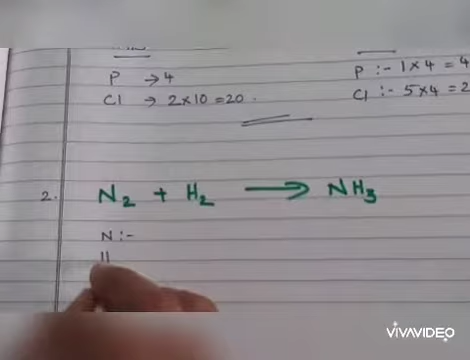 P → 4
Cl → 2×10 = 20.
P :- 1×4 = 4
Cl :- 5×4 = 2
2. N₂ + H₂ → NH₃
N :-
VIVAVIDEO